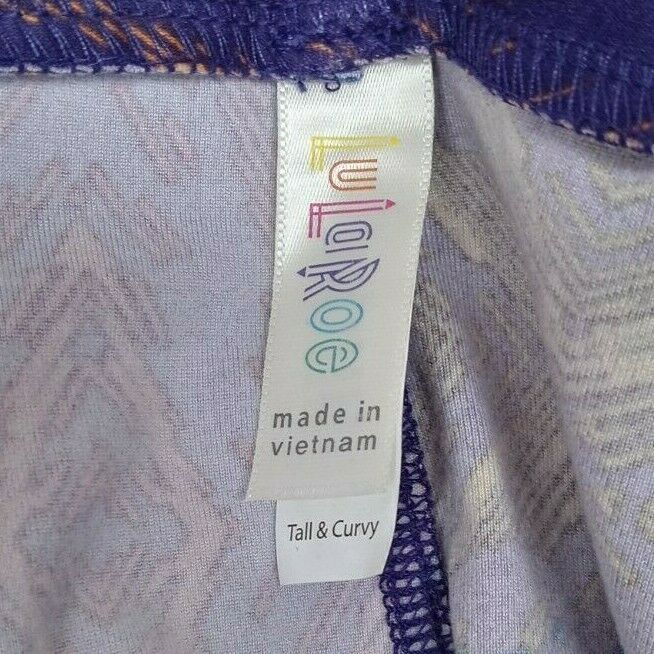 LuLaRoe
made in
vietnam
Tall & Curvy